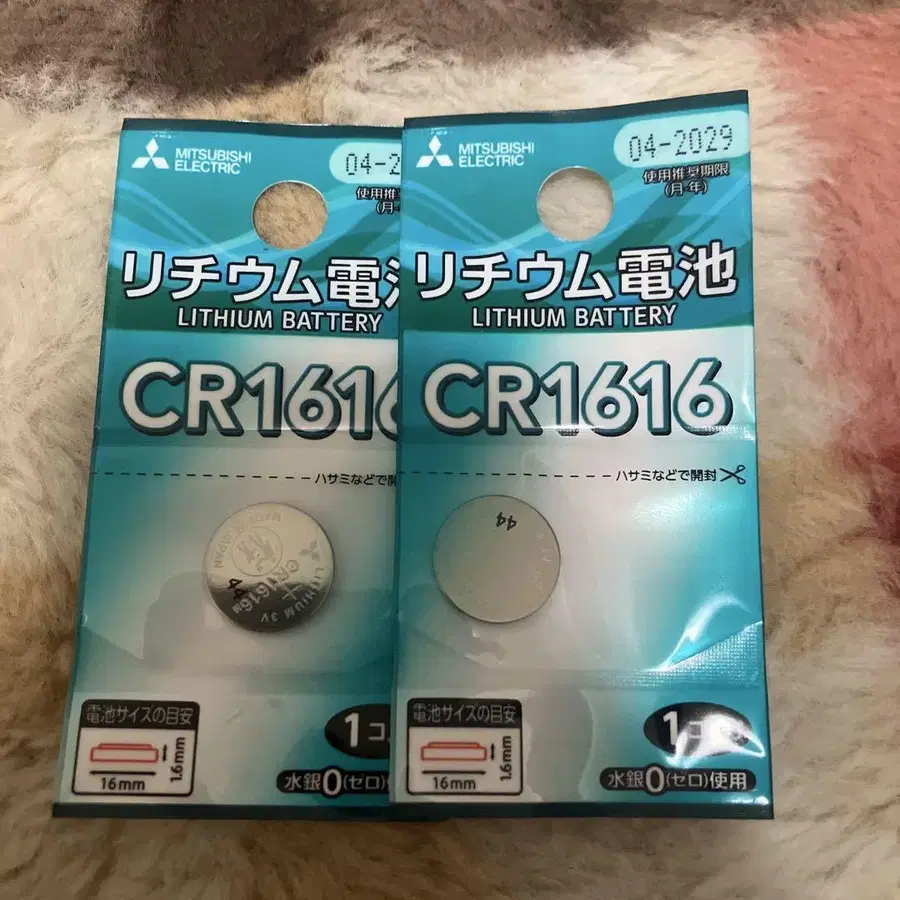 MITSUBISHI
ELECTRIC
04-2
使用推
(月-
リチウム電池
LITHIUM BATTERY
CR1616
ハサミなどで開
JAPAN
CR1616
LITHIUM 3V
44
電池サイズの目安
16mm
1.6mm
1コ
水銀0(ゼロ)
MITSUBISHI
ELECTRIC
04-2029
使用推奨期限
(月-年)
リチウム電池
LITHIUM BATTERY
CR1616
ハサミなどで開封
44
電池サイズの目安
16mm
1.6mm
1コ
水銀0(ゼロ)使用